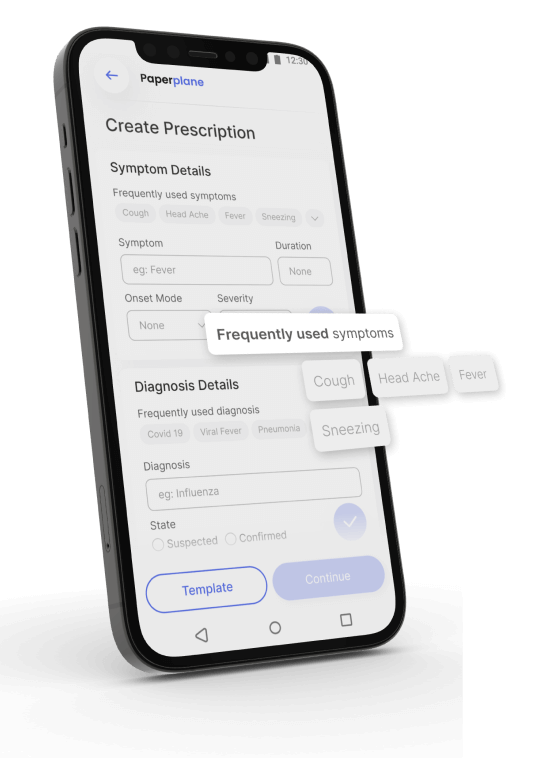 12:30
Paperplane
Create Prescription
Symptom Details
Frequently used symptoms
Cough Head Ache Fever Sneezing
Symptom Duration
eg: Fever None
Onset Mode Severity
None
Frequently used symptoms
Cough Head Ache Fever
Sneezing
Diagnosis Details
Frequently used diagnosis
Covid 19 Viral Fever Pneumonia
Diagnosis
eg: Influenza
State
Suspected Confirmed
Template Continue